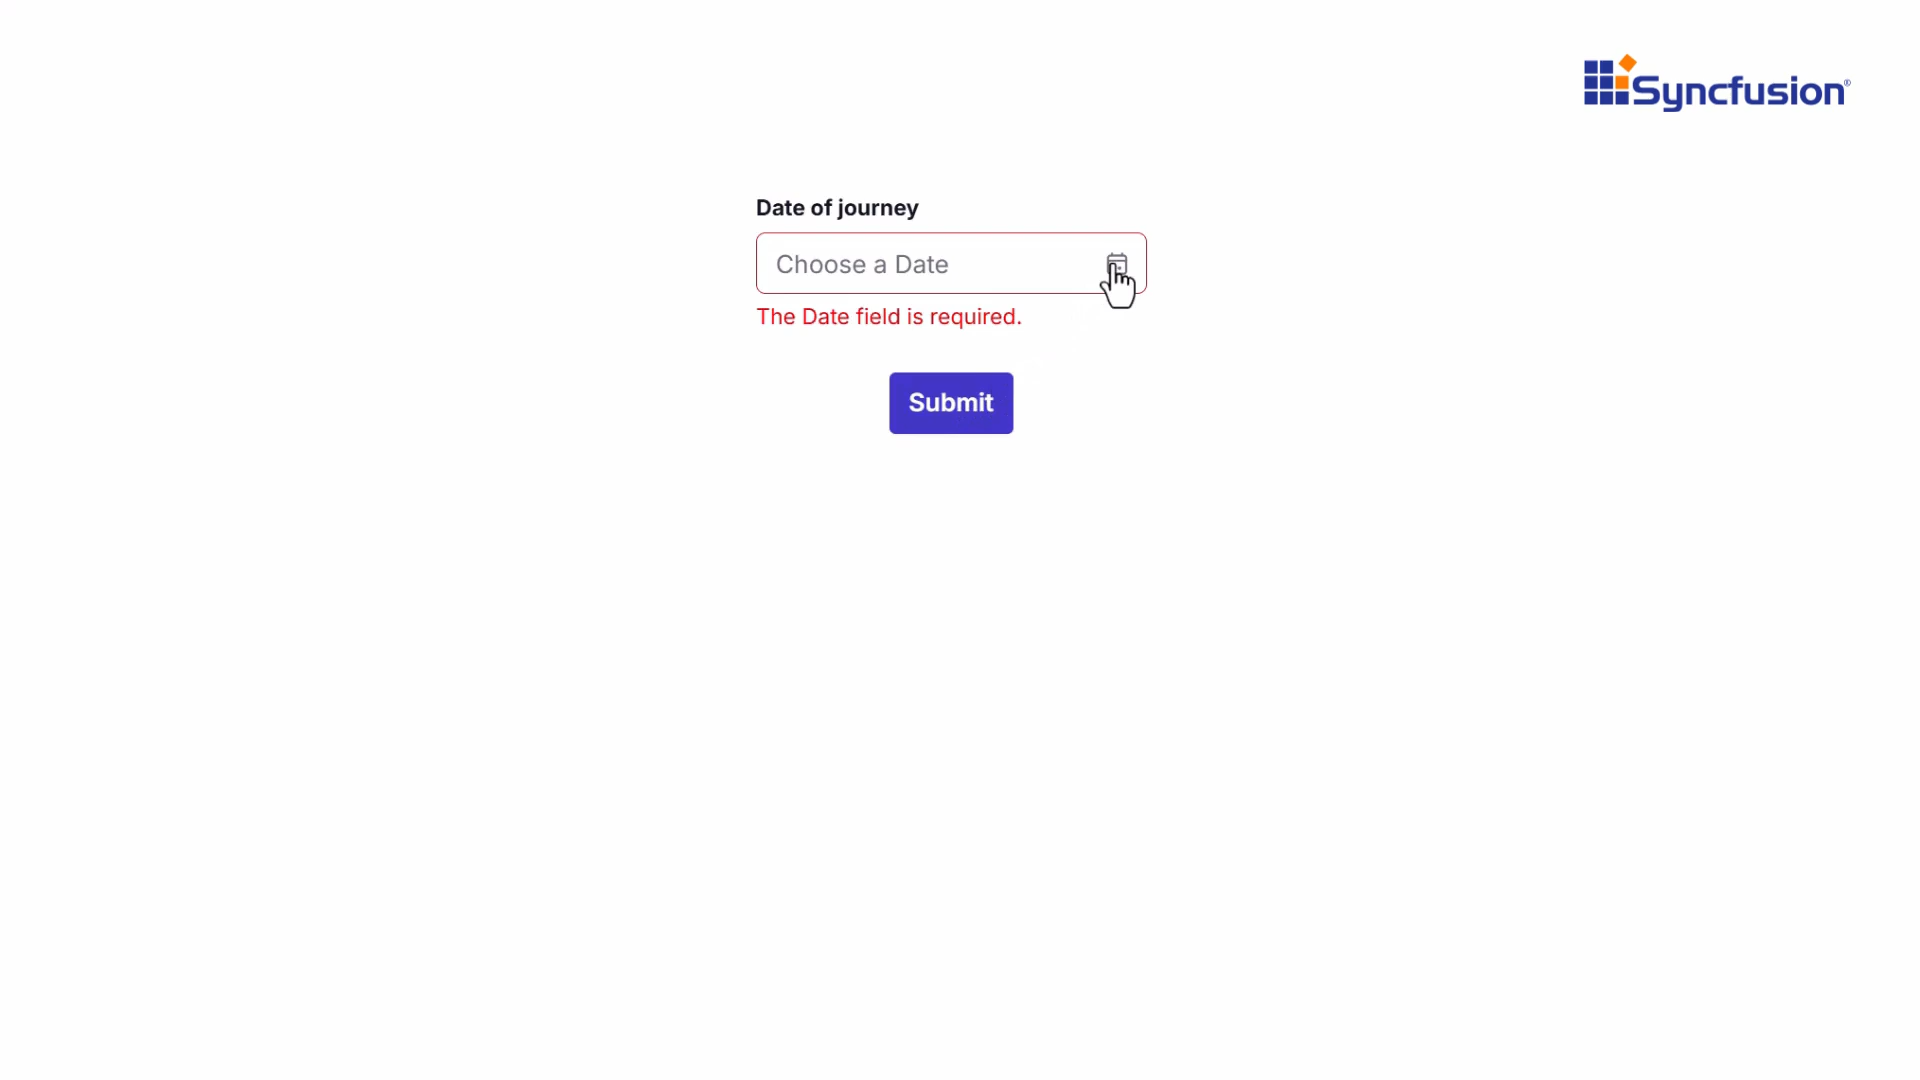 Syncfusion®
Date of journey
Choose a Date
The Date field is required.
Submit